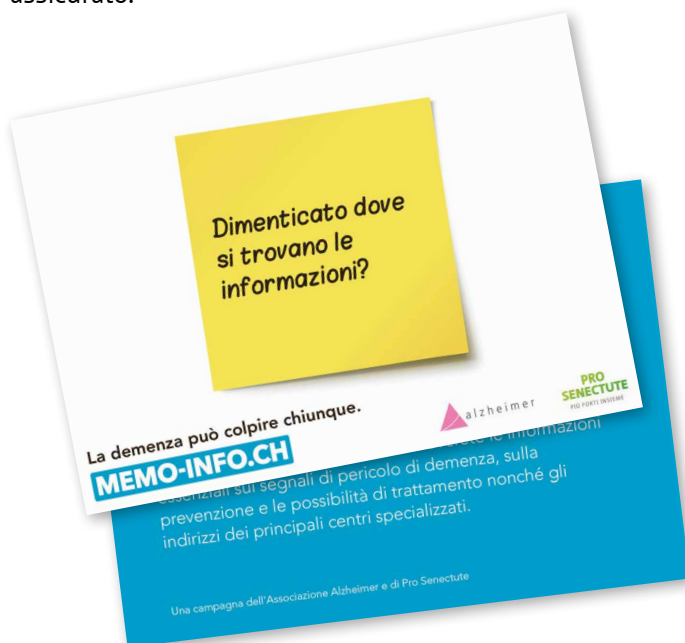 assicurato.
Dimenticato dove
si trovano le
informazioni?
La demenza può colpire chiunque.
MEMO-INFO.CH
alzheimer
PRO
SENECTUTE
PIÙ FORTI INSIEME
le informazioni
essenziali sui segnali di pericolo di demenza, sulla
prevenzione e le possibilità di trattamento nonché gli
indirizzi dei principali centri specializzati.
Una campagna dell'Associazione Alzheimer e di Pro Senectute